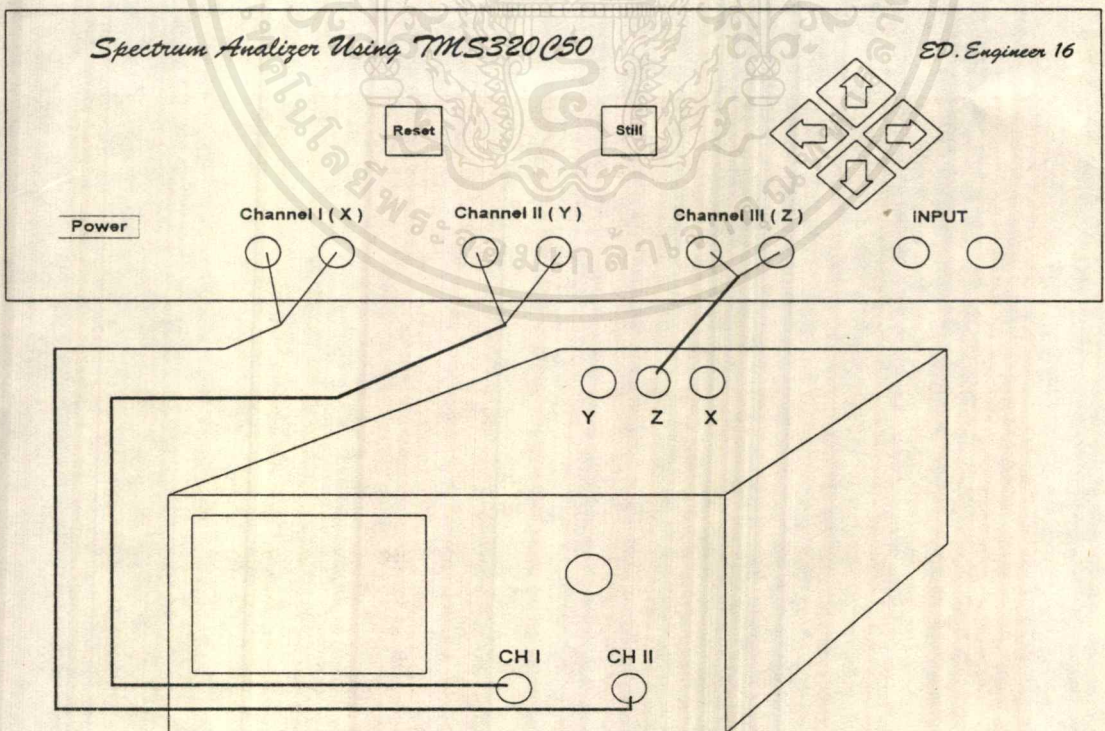 Spectrum Analizer Using TMS320C50
ED. Engineer 16
Reset
Still
Power
Channel I ( X )
Channel II ( Y )
Channel III ( Z )
INPUT
Y
Z
X
CH I
CH II